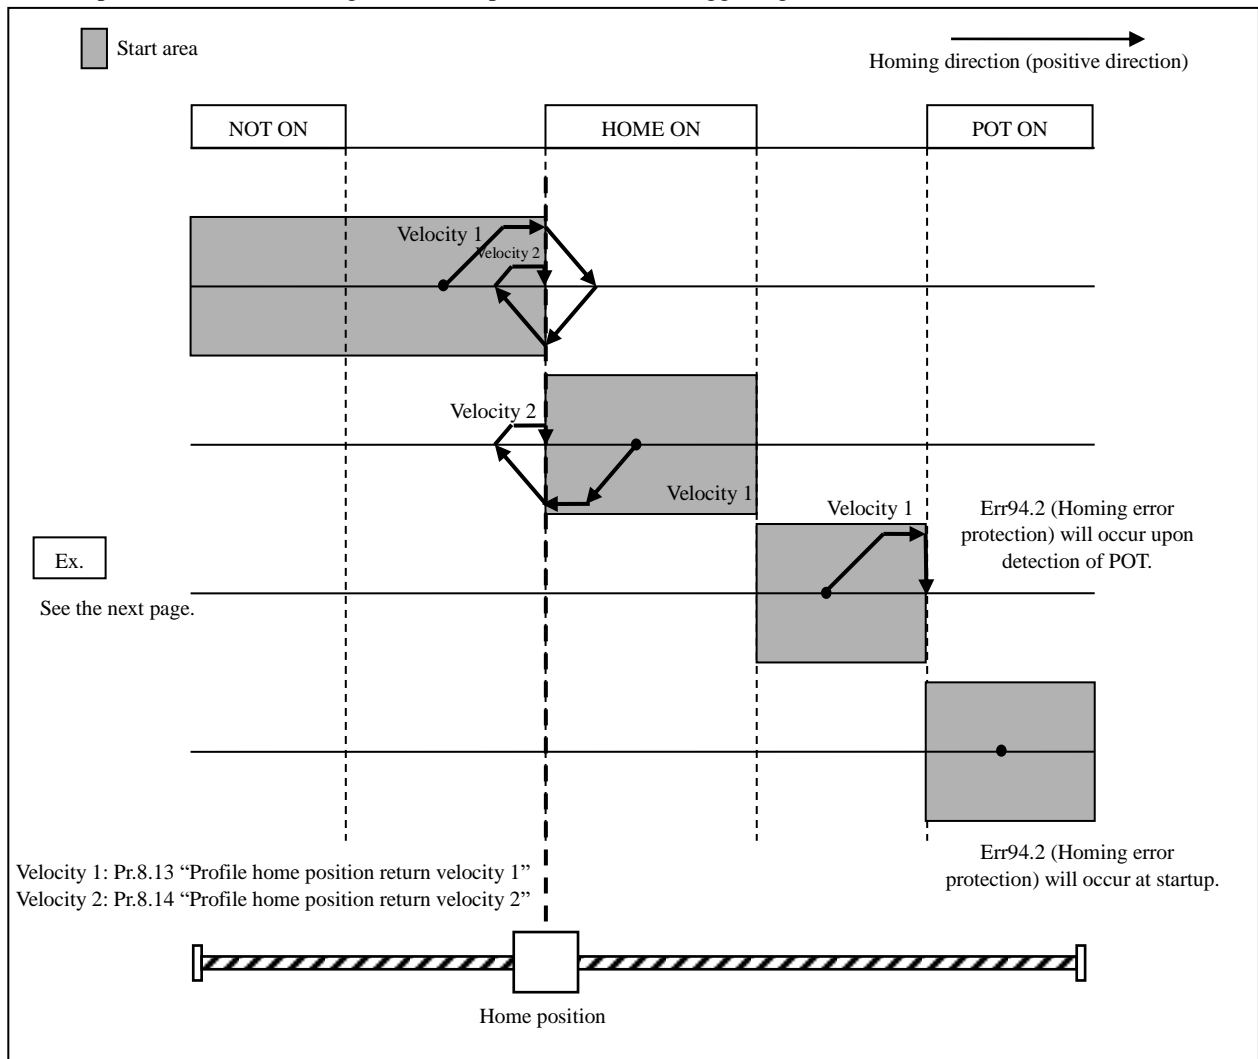 Start area
Homing direction (positive direction)
NOT ON
HOME ON
POT ON
Velocity 1
Velocity 2
Velocity 2
Velocity 1
Velocity 1
Err94.2 (Homing error
protection) will occur upon
detection of POT.
Ex.
See the next page.
Err94.2 (Homing error
protection) will occur at startup.
Velocity 1: Pr.8.13 “Profile home position return velocity 1”
Velocity 2: Pr.8.14 “Profile home position return velocity 2”
Home position